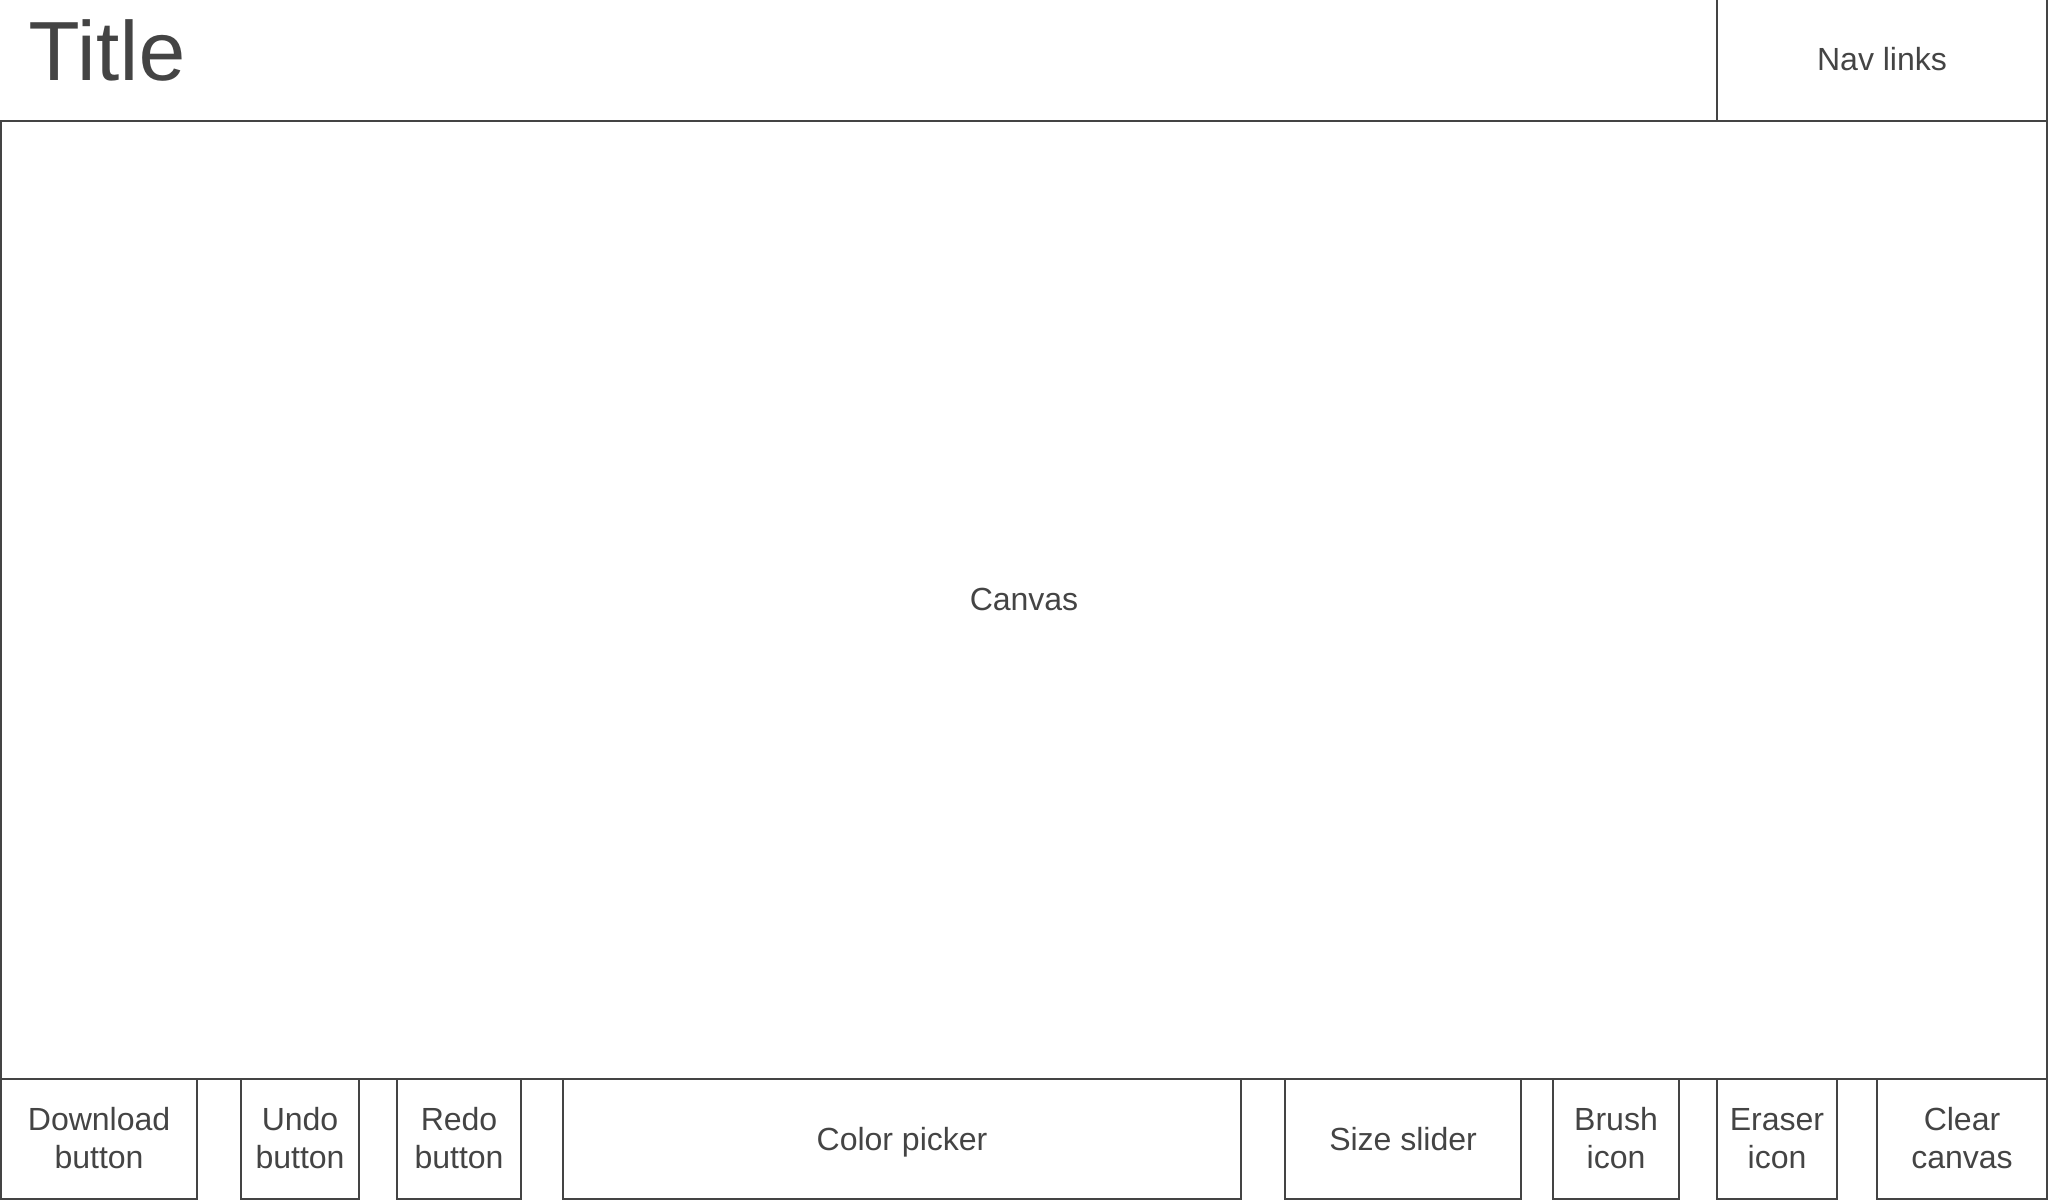 Title
Nav links
Canvas
Download
button
Undo
button
Redo
button
Color picker
Size slider
Brush
icon
Eraser
icon
Clear
canvas